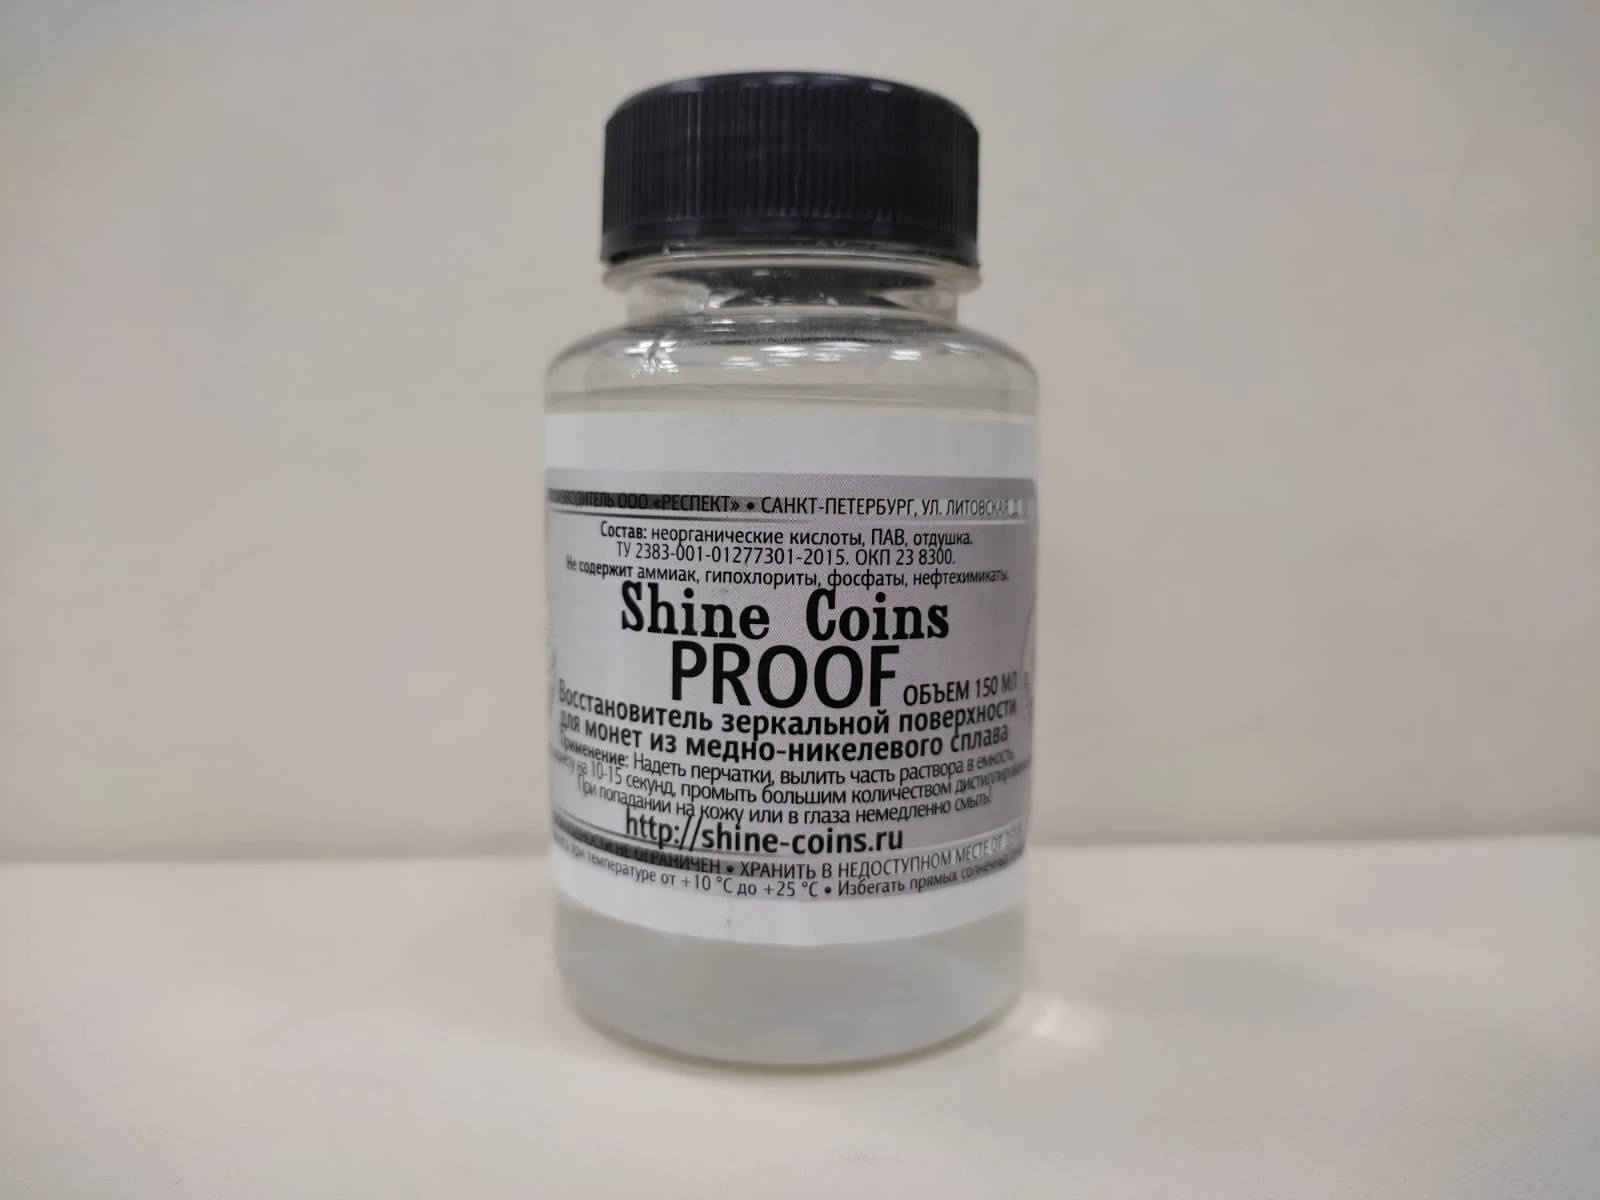 ООО «РЕСПЕКТ» • САНКТ-ПЕТЕРБУРГ, УЛ. ЛИТОВСКАЯ, Д.
Состав: неорганические кислоты, ПАВ, отдушка.
ТУ 2383-001-01277301-2015. ОКП 23 8300.
Не содержит аммиак, гипохлориты, фосфаты, нефтехимикаты.
Shine Coins
PROOF ОБЪЕМ 150 МЛ
Восстановитель зеркальной поверхности
для монет из медно-никелевого сплава
Применение: Надеть перчатки, вылить часть раствора в емкость,
на 10-15 секунд, промыть большим количеством
При попадании на кожу или в глаза немедленно смыть!
http://shine-coins.ru
НЕ ОГРАНИЧЕН • ХРАНИТЬ В НЕДОСТУПНОМ МЕСТЕ ОТ
при температуре от +10 °C до +25 °C • Избегать прямых